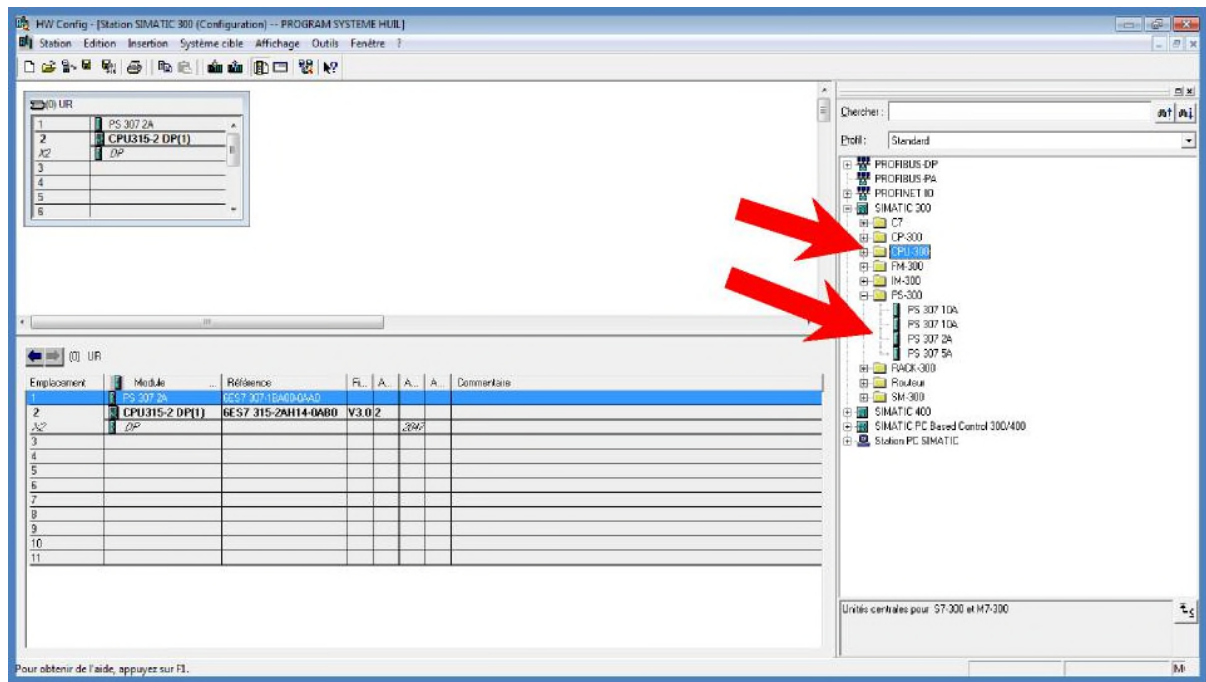 HW Config - [Station SIMATIC 300 (Configuration) -- PROGRAM SYSTEME HUIL]
Station Edition Insertion Système cible Affichage Outils Fenêtre ?
(0) UR
1 PS 307 2A
2 CPU315-2 DP(1)
X2 DP
3
4
5
6
Chercher :
Profil : Standard
PROFIBUS-DP
PROFIBUS-PA
PROFINET IO
SIMATIC 300
C7
CP-300
CPU-300
FM-300
IM-300
PS-300
PS 307 10A
PS 307 10A
PS 307 2A
PS 307 5A
RACK-300
Routeur
SM-300
SIMATIC 400
SIMATIC PC Based Control 300/400
Station PC SIMATIC
(0) UR
Emplacement Module ... Référence Fi... A... A... A... Commentaire
1 PS 307 2A 6ES7 307-1BA00-0AA0
2 CPU315-2 DP(1) 6ES7 315-2AH14-0AB0 V3.0 2
X2 DP 2047
3
4
5
6
7
8
9
10
11
Unités centrales pour S7-300 et M7-300
Pour obtenir de l'aide, appuyez sur F1.